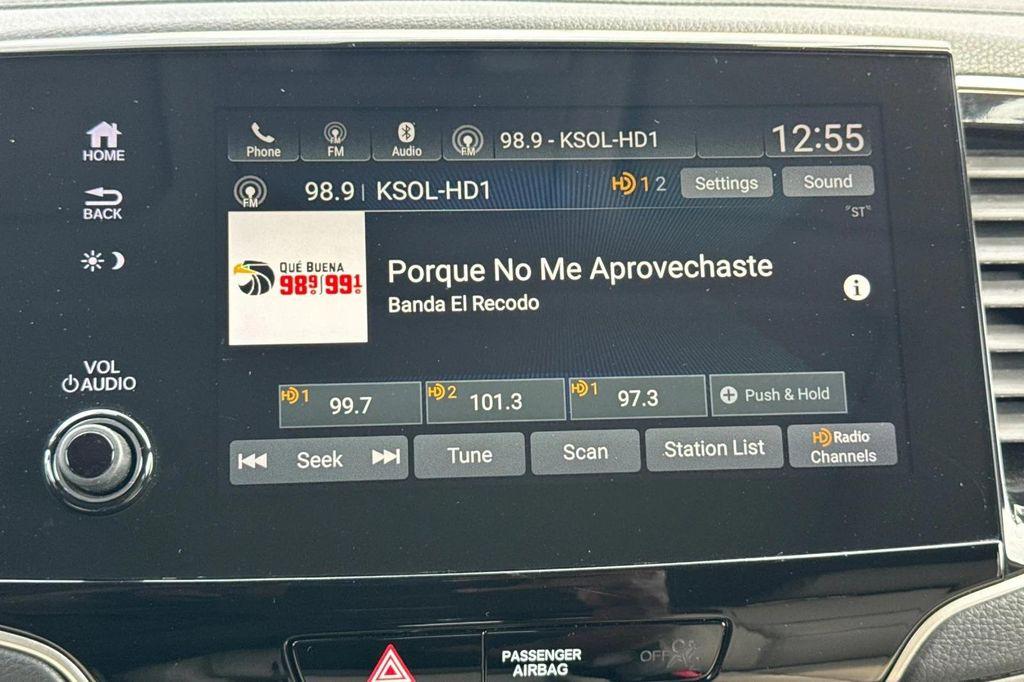 HOME
BACK
VOL
AUDIO
Phone
FM
Audio
FM
98.9 - KSOL-HD1
12:55
FM
98.9 | KSOL-HD1
HD 1 2
Settings
Sound
"ST"
QUÉ BUENA
98.9 / 99.1
Porque No Me Aprovechaste
Banda El Recodo
i
HD 1
99.7
HD 2
101.3
HD 1
97.3
Push & Hold
Seek
Tune
Scan
Station List
HD Radio
Channels
PASSENGER
AIRBAG
OFF